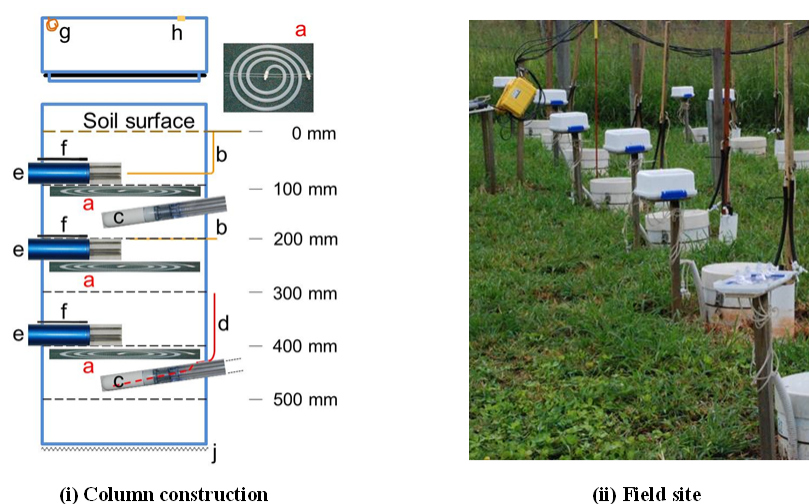 g h a
Soil surface
0 mm
f b
e
100 mm
a c
f b
200 mm
e
a
300 mm
f d
e
400 mm
a c
500 mm
j
(i) Column construction (ii) Field site